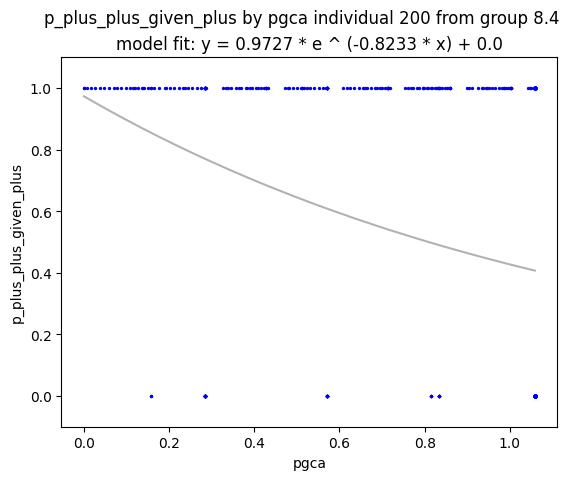 p_plus_plus_given_plus by pgca individual 200 from group 8.4
model fit: y = 0.9727 * e ^ (-0.8233 * x) + 0.0
1.0
0.8
0.6
0.4
0.2
0.0
p_plus_plus_given_plus
0.0 0.2 0.4 0.6 0.8 1.0
pgca